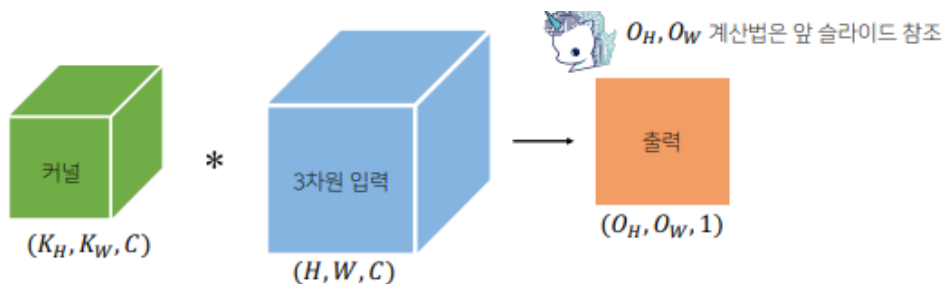 O_H, O_W 계산법은 앞 슬라이드 참조
커널
*
3차원 입력
출력
(K_H, K_W, C)
(H, W, C)
(O_H, O_W, 1)